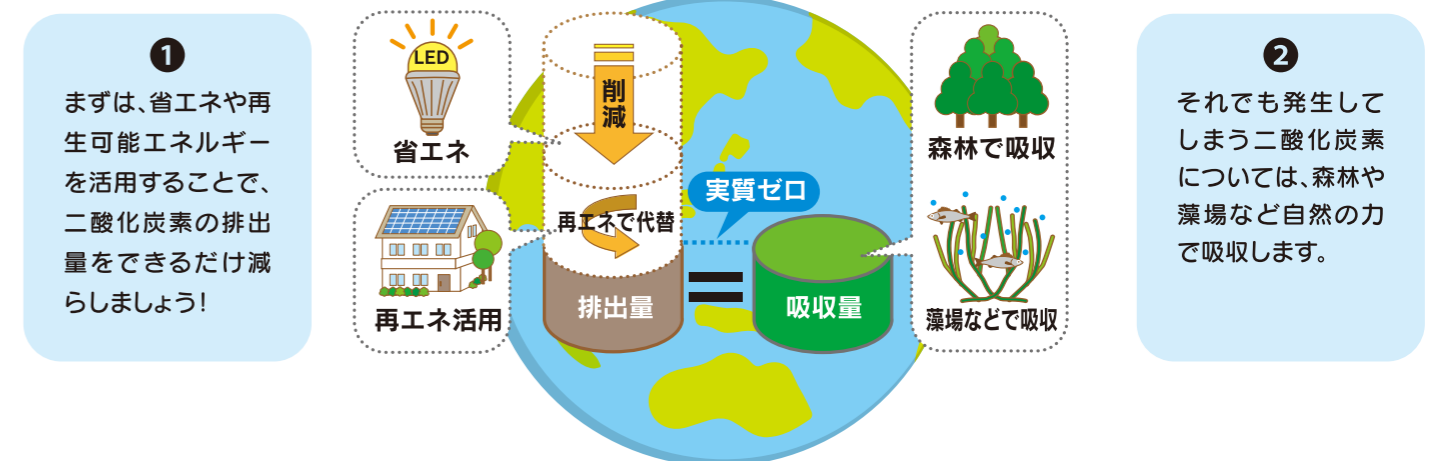 ❶
まずは、省エネや再
生可能エネルギー
を活用することで、
二酸化炭素の排出
量をできるだけ減
らしましょう!
LED
省エネ
再エネ活用
削減
再エネで代替
排出量
実質ゼロ
=
吸収量
森林で吸収
藻場などで吸収
❷
それでも発生して
しまう二酸化炭素
については、森林や
藻場など自然の力
で吸収します。